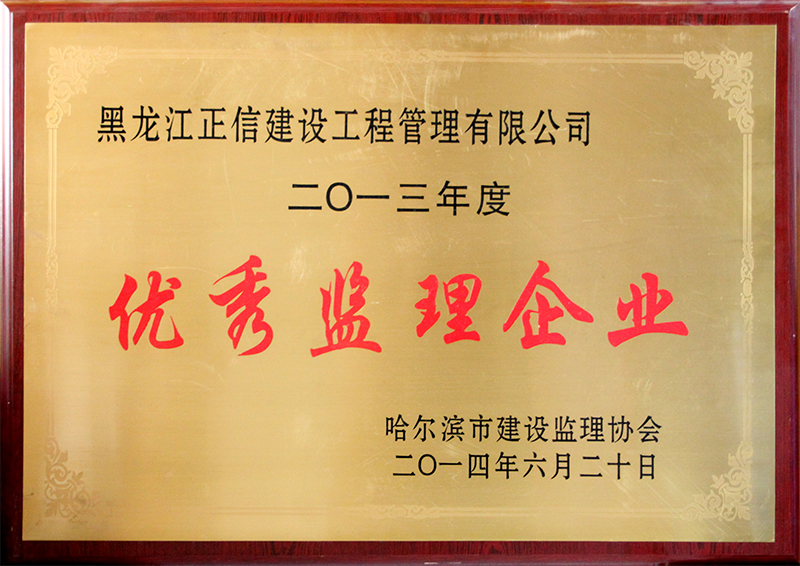 黑龙江正信建设工程管理有限公司
二〇一三年度
优秀监理企业
哈尔滨市建设监理协会
二〇一四年六月二十日